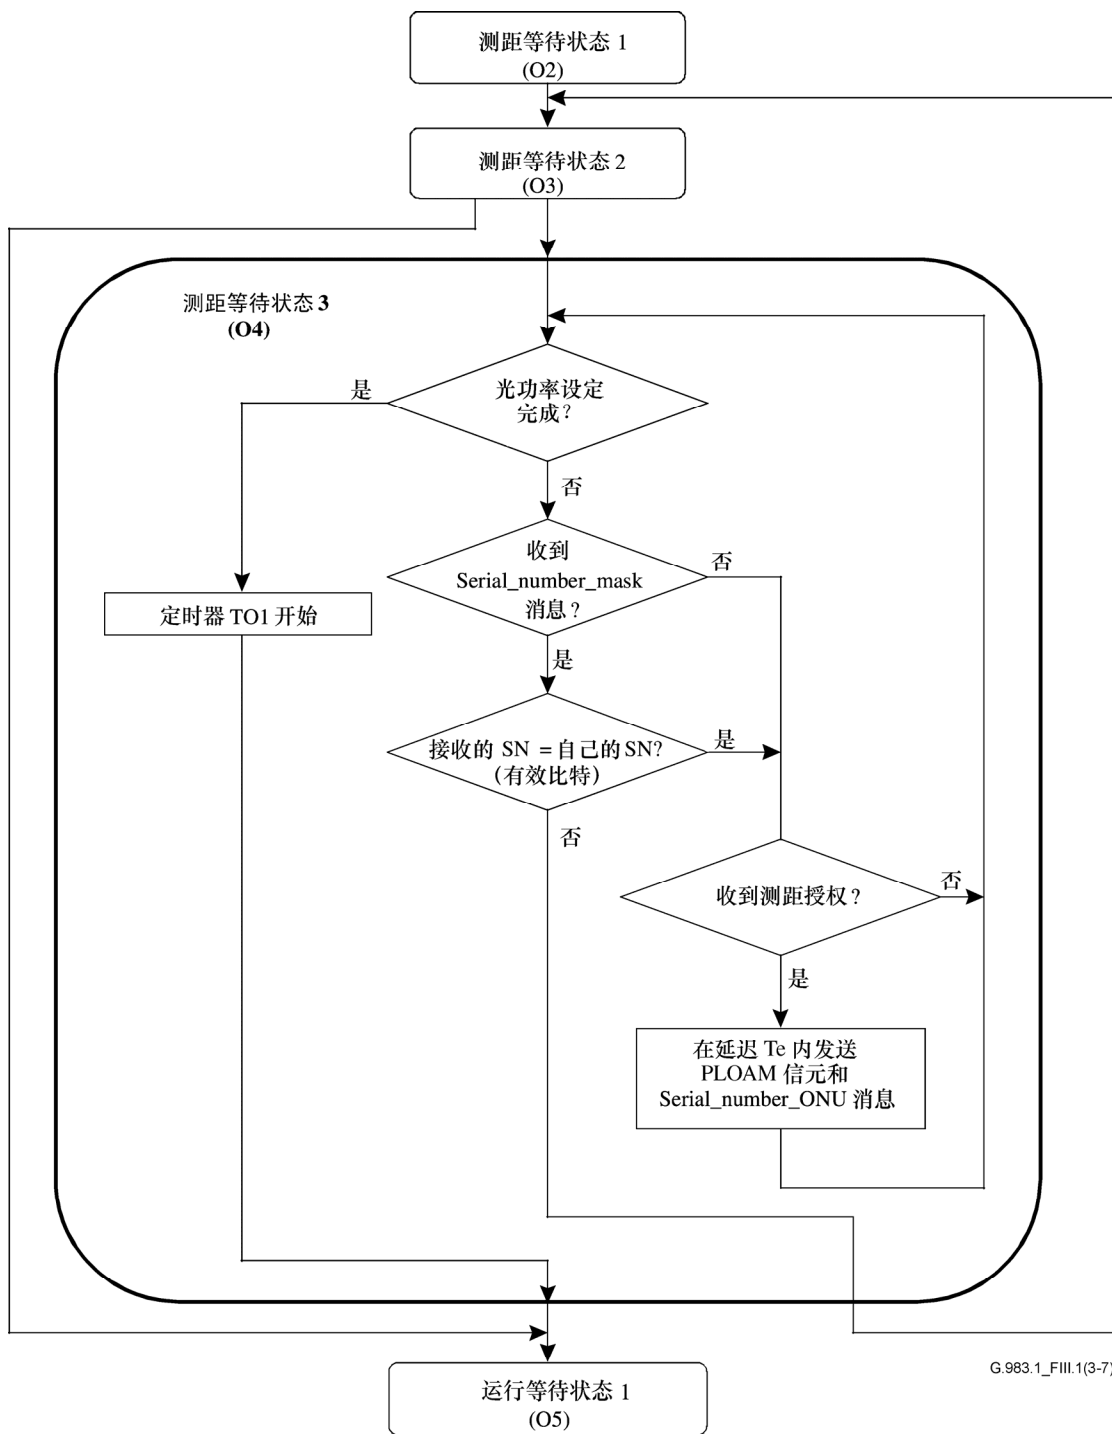 测距等待状态 1
(O2)
测距等待状态 2
(O3)
测距等待状态 3
(O4)
光功率设定
完成？
是
否
收到
Serial_number_mask
消息？
否
是
定时器 TO1 开始
接收的 SN = 自己的 SN?
(有效比特)
是
否
收到测距授权？
否
是
在延迟 Te 内发送
PLOAM 信元和
Serial_number_ONU 消息
运行等待状态 1
(O5)
G.983.1_FIII.1(3-7)